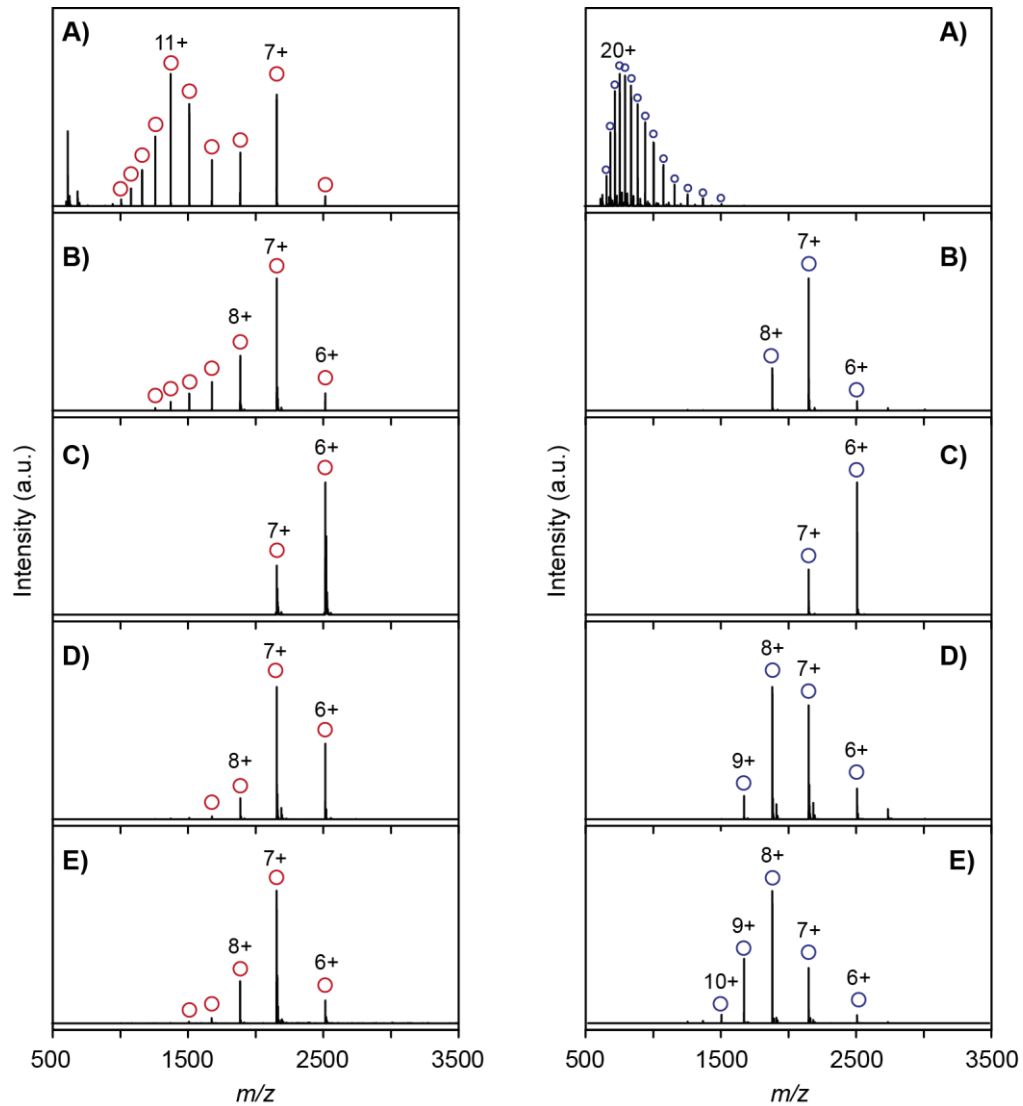 A)
11+
7+
B)
7+
8+
6+
C)
6+
7+
D)
7+
6+
8+
E)
7+
8+
6+
500 1500 2500 3500
m/z
Intensity (a.u.)
A)
20+
B)
7+
8+
6+
C)
6+
7+
D)
8+
7+
6+
9+
E)
8+
9+
7+
10+
6+
500 1500 2500 3500
m/z
Intensity (a.u.)